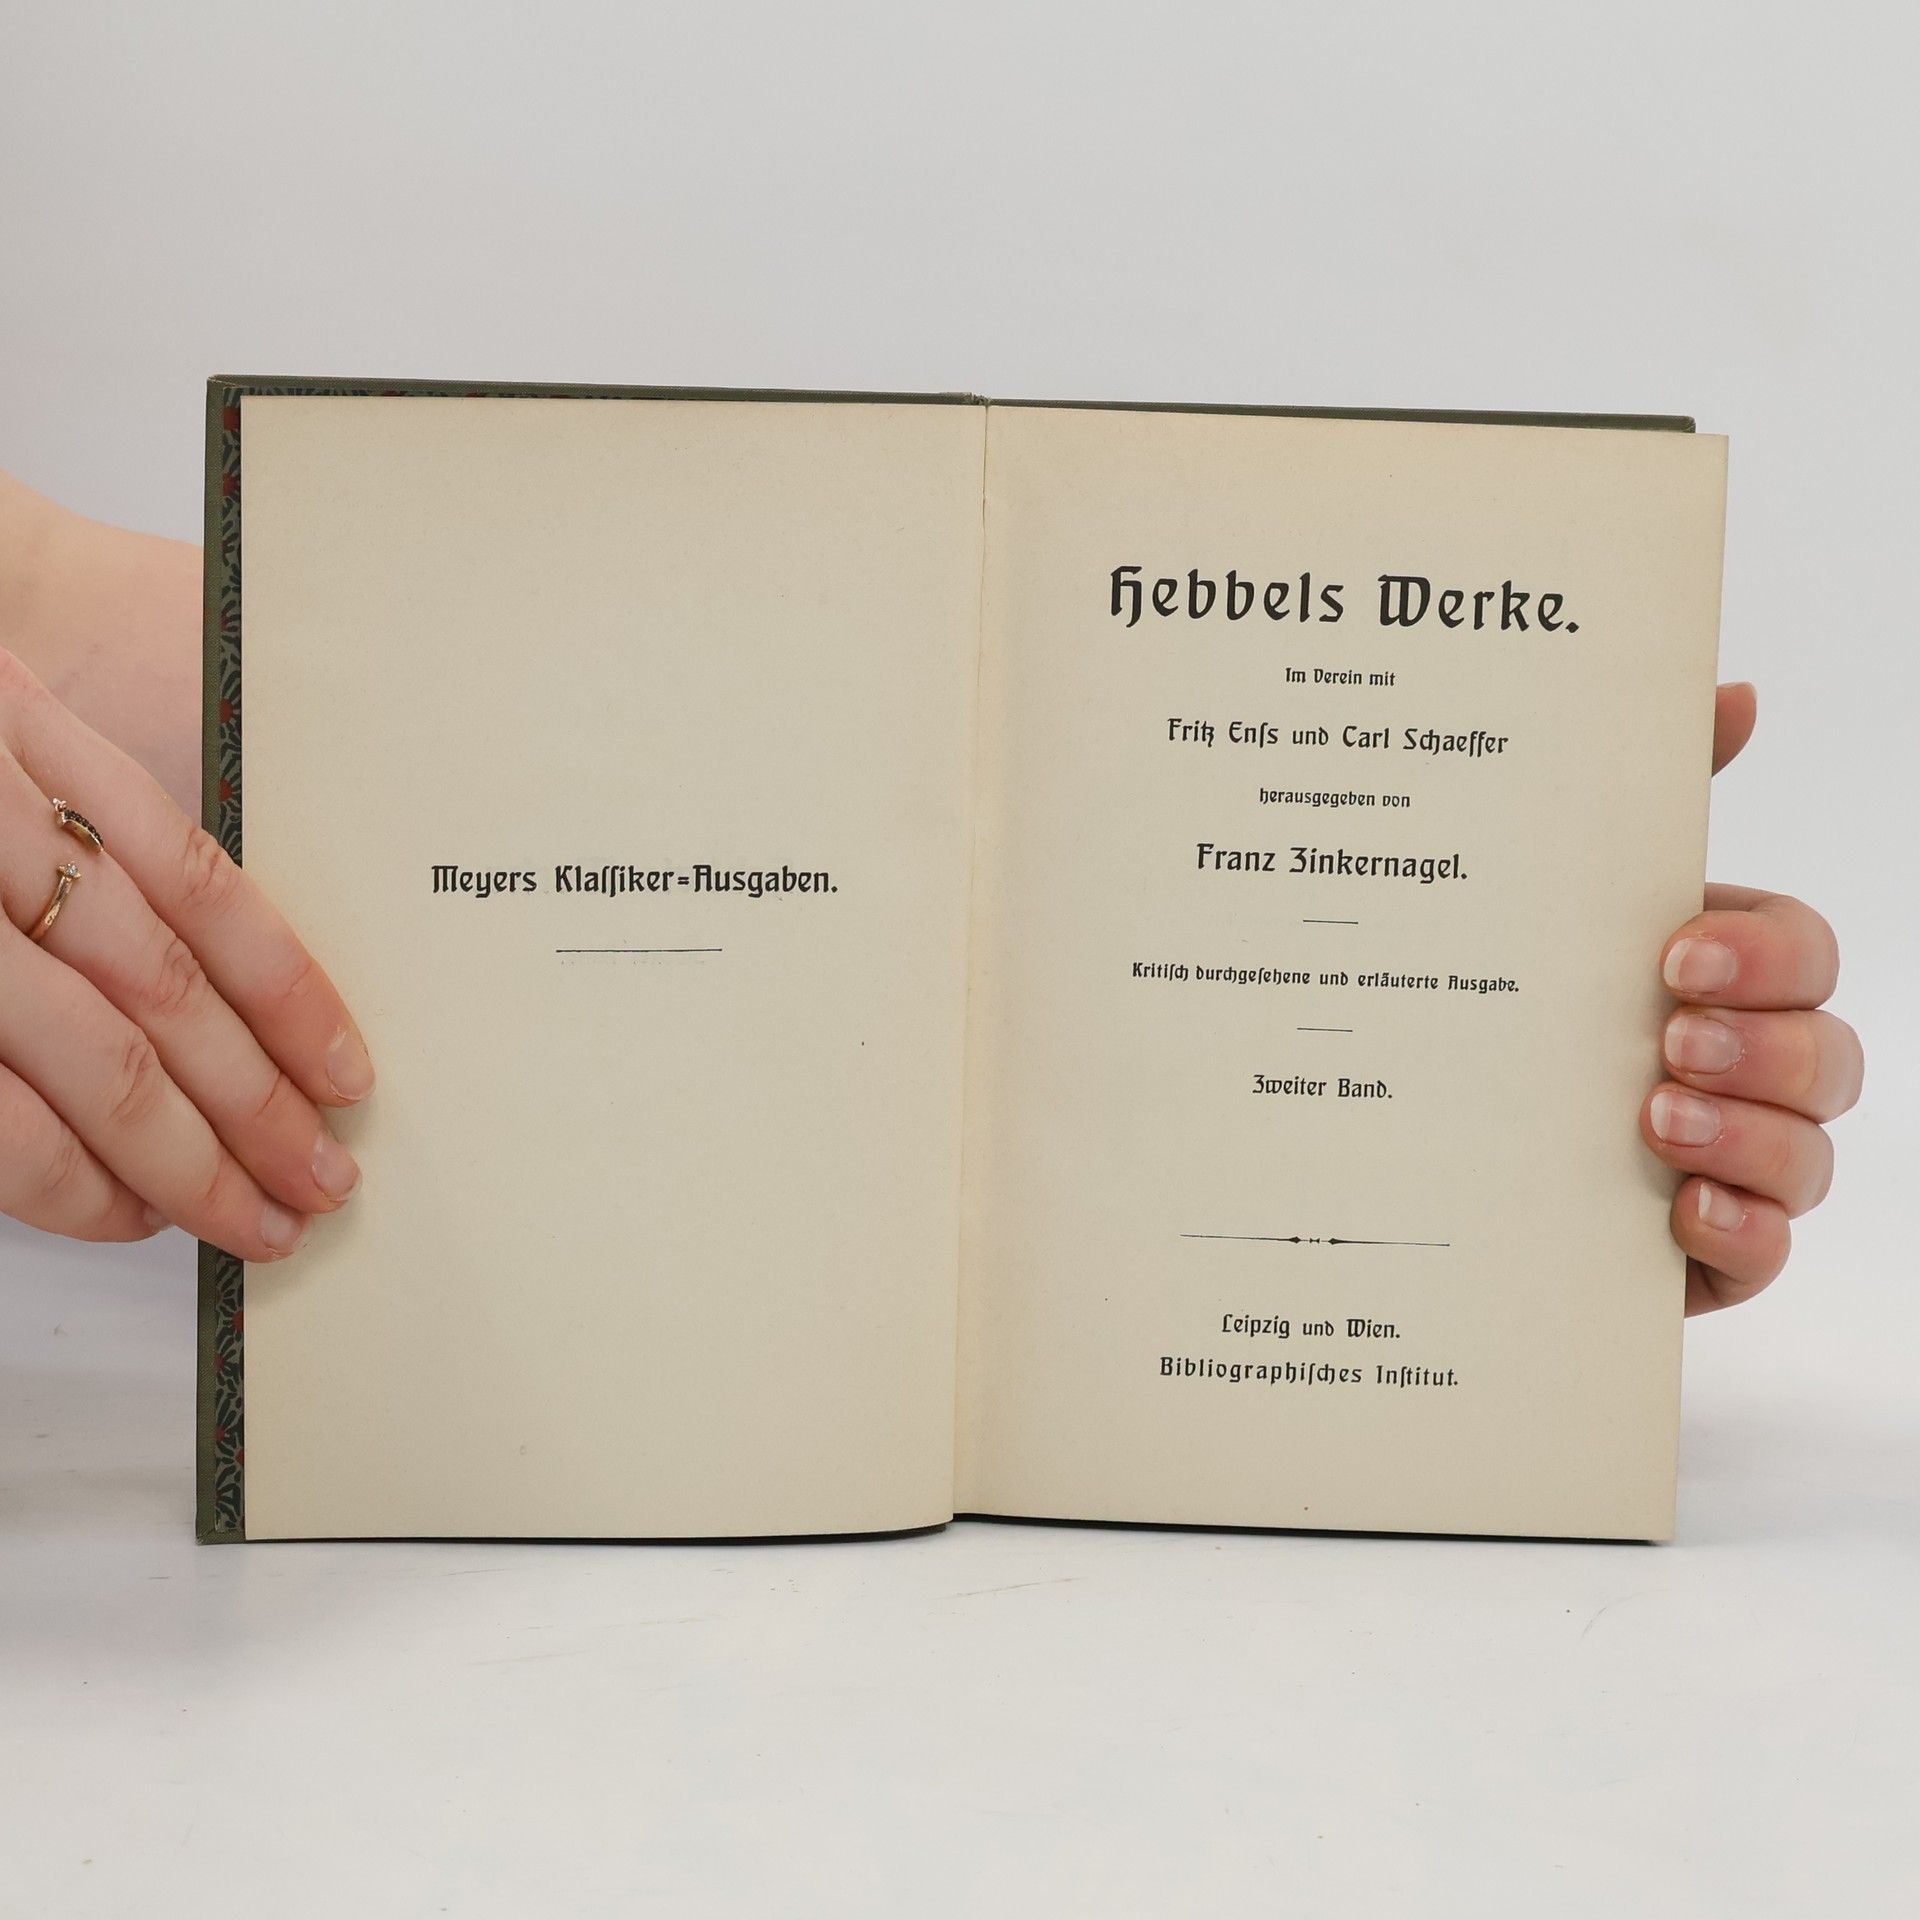 Meyers Klaſſiker=Ausgaben.
Hebbels Werke.
Im Verein mit
Fritz Enſs und Carl Schaeffer
herausgegeben von
Franz Zinkernagel.
Kritiſch durchgeſehene und erläuterte Ausgabe.
Zweiter Band.
Leipzig und Wien.
Bibliographiſches Inſtitut.